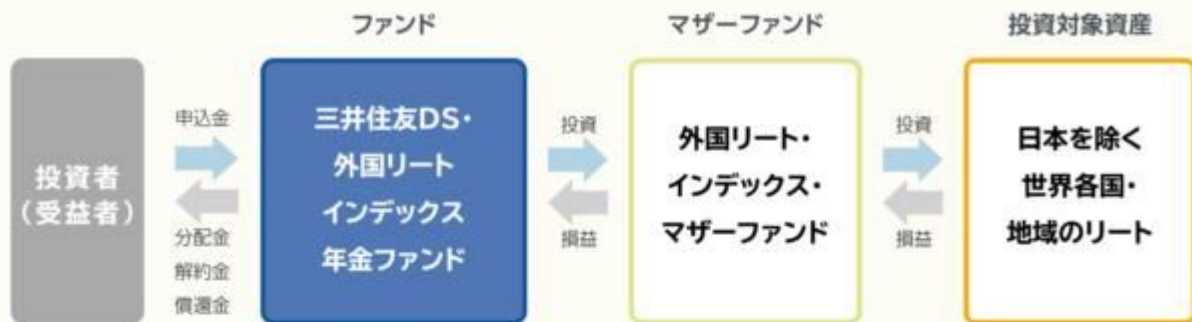 ファンド
マザーファンド
投資対象資産
投資者
（受益者）
申込金
分配金
解約金
償還金
三井住友DS・
外国リート
インデックス
年金ファンド
投資
損益
外国リート・
インデックス・
マザーファンド
投資
損益
日本を除く
世界各国・
地域のリート